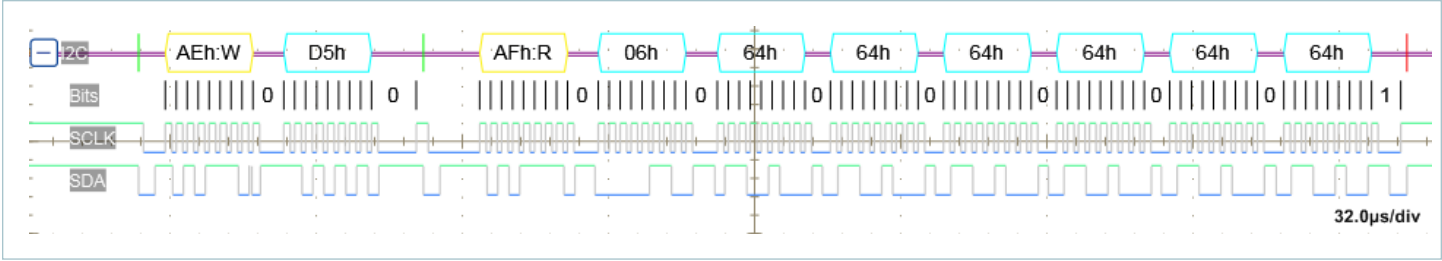 I2C AEh:W D5h AFh:R 06h 64h 64h 64h 64h 64h 64h
Bits 0 0 0 0 0 0 0 0 0 1
SCLK
SDA
32.0µs/div